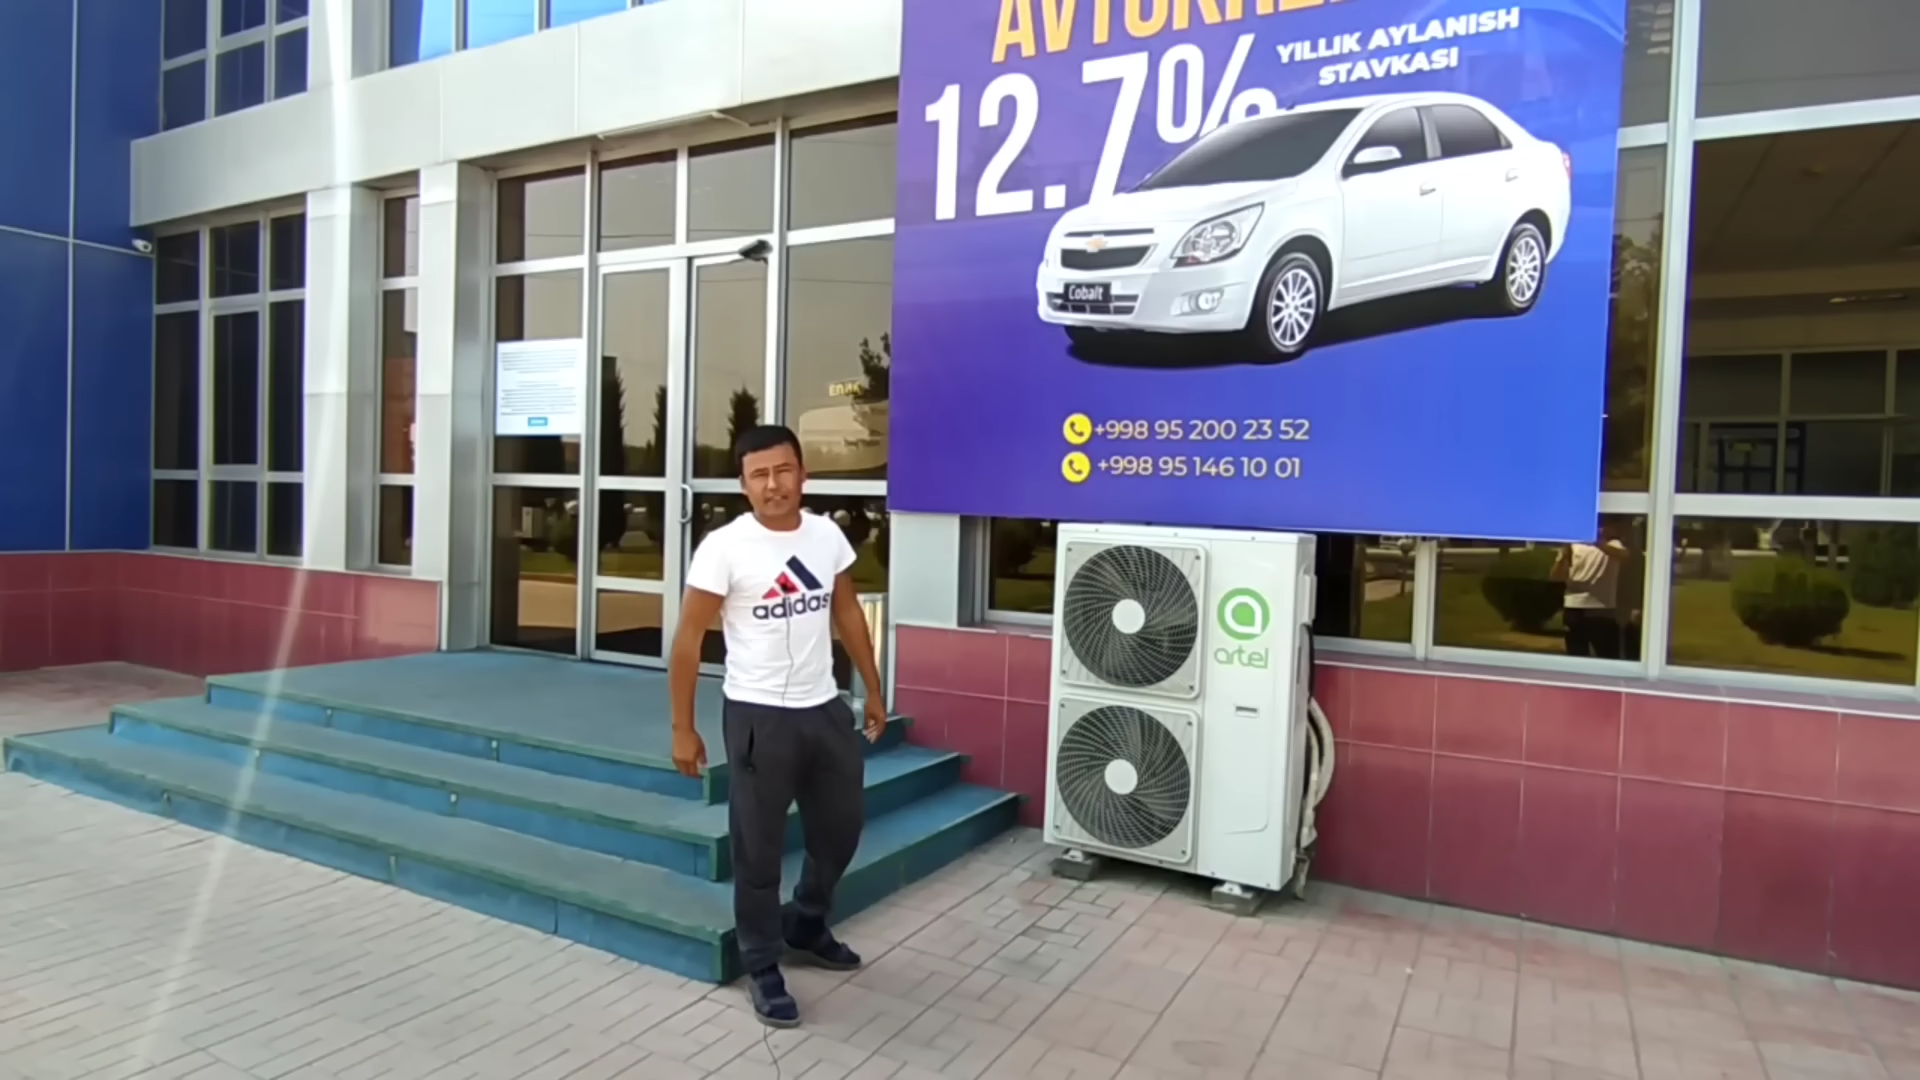 12.7%
YILLIK AYLANISH
STAVKASI
Cobalt
+998 95 200 23 52
+998 95 146 10 01
adidas
artel